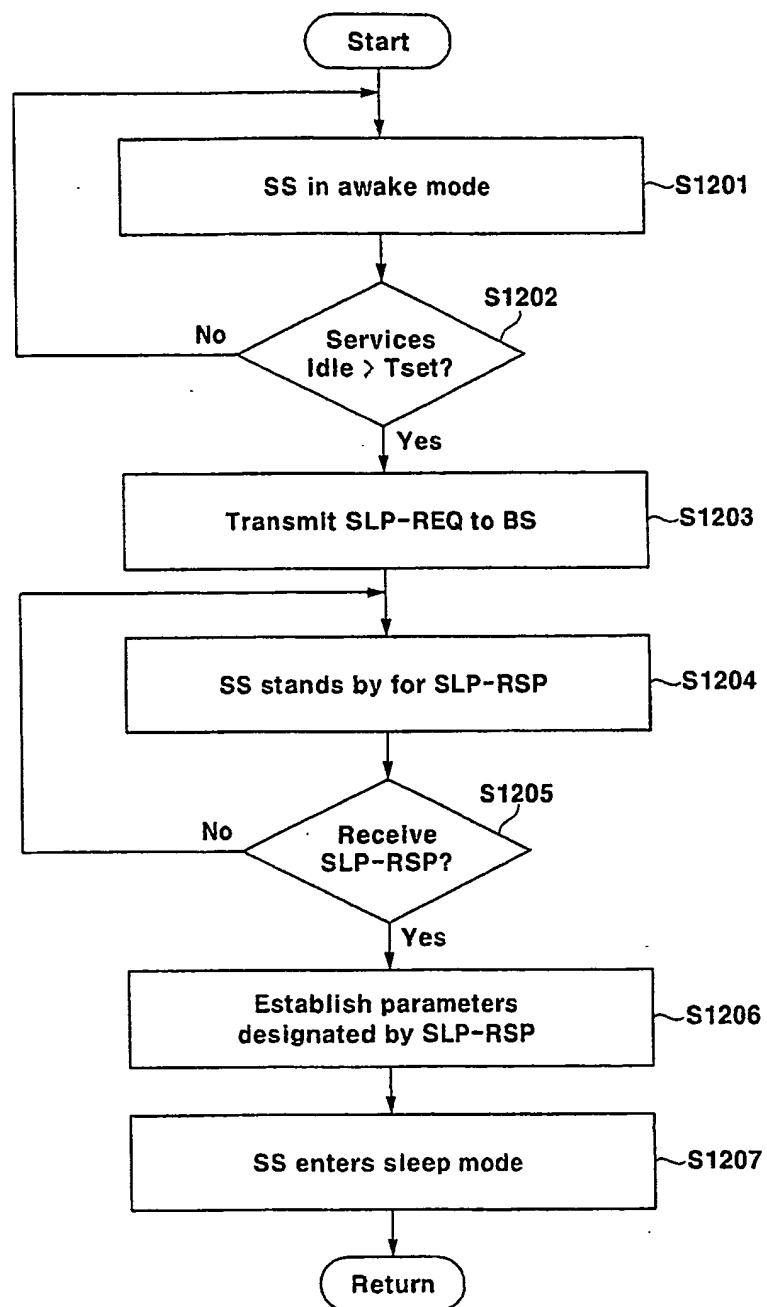 Start
SS in awake mode
S1201
S1202
No
Services
Idle > Tset?
Yes
Transmit SLP-REQ to BS
S1203
SS stands by for SLP-RSP
S1204
S1205
No
Receive
SLP-RSP?
Yes
Establish parameters
designated by SLP-RSP
S1206
SS enters sleep mode
S1207
Return